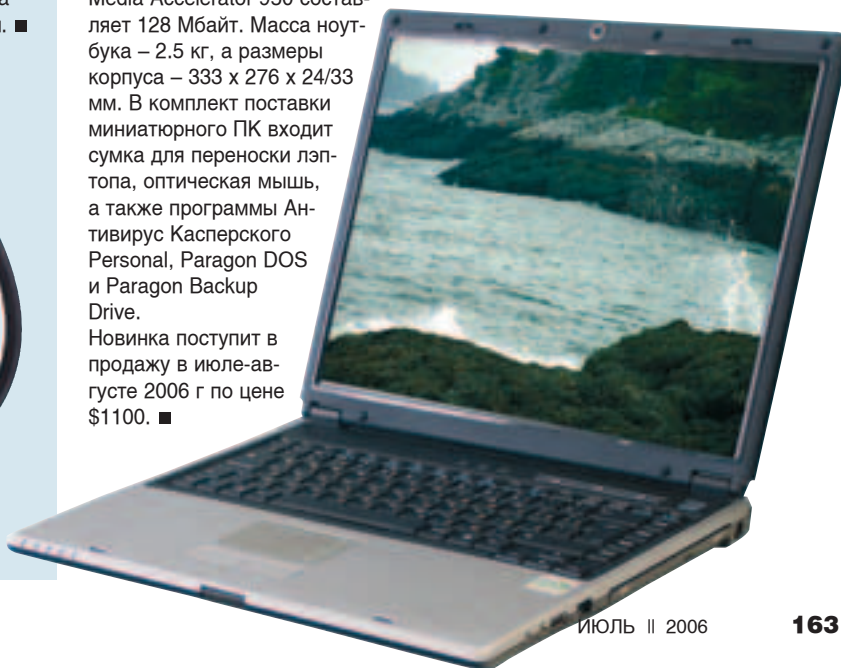 а
. ■
Media Accelerator 950 состав-
ляет 128 Мбайт. Масса ноут-
бука – 2.5 кг, а размеры
корпуса – 333 x 276 x 24/33
мм. В комплект поставки
миниатюрного ПК входит
сумка для переноски лэп-
топа, оптическая мышь,
а также программы Ан-
тивирус Касперского
Personal, Paragon DOS
и Paragon Backup
Drive.
Новинка поступит в
продажу в июле-ав-
густе 2006 г по цене
$1100. ■
ИЮЛЬ || 2006 163